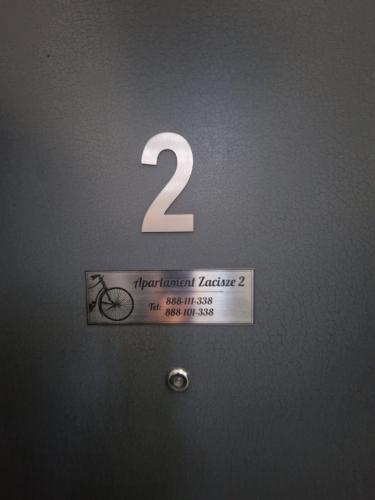 2
Apartament Zacisze 2
Tel: 888-111-338
888-101-338